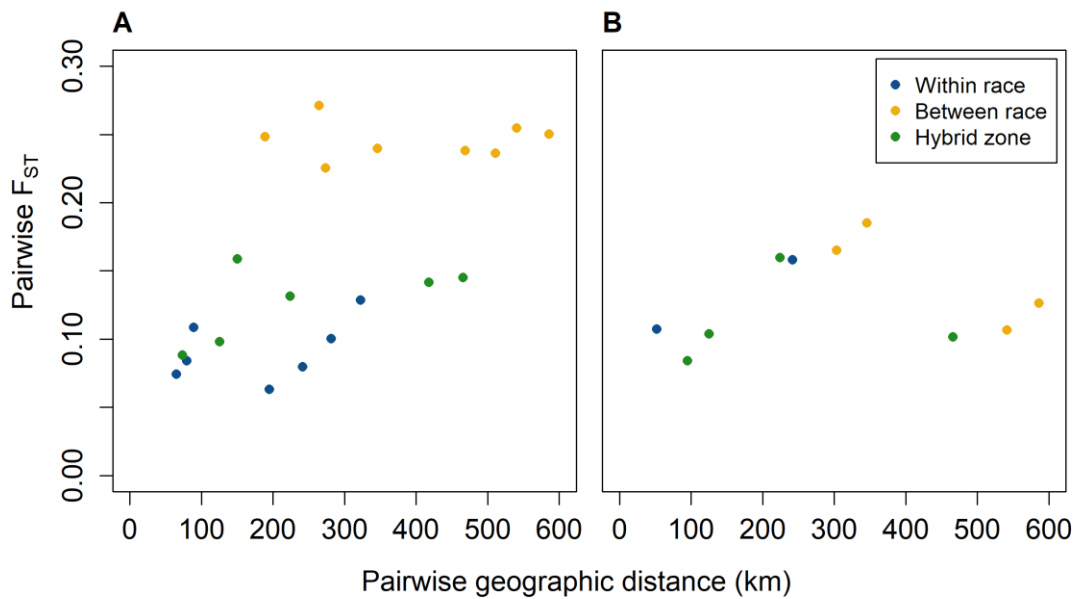 A
B
Pairwise F_ST
0.30
0.20
0.10
0.00
Within race
Between race
Hybrid zone
0 100 200 300 400 500 600
0 100 200 300 400 500 600
Pairwise geographic distance (km)